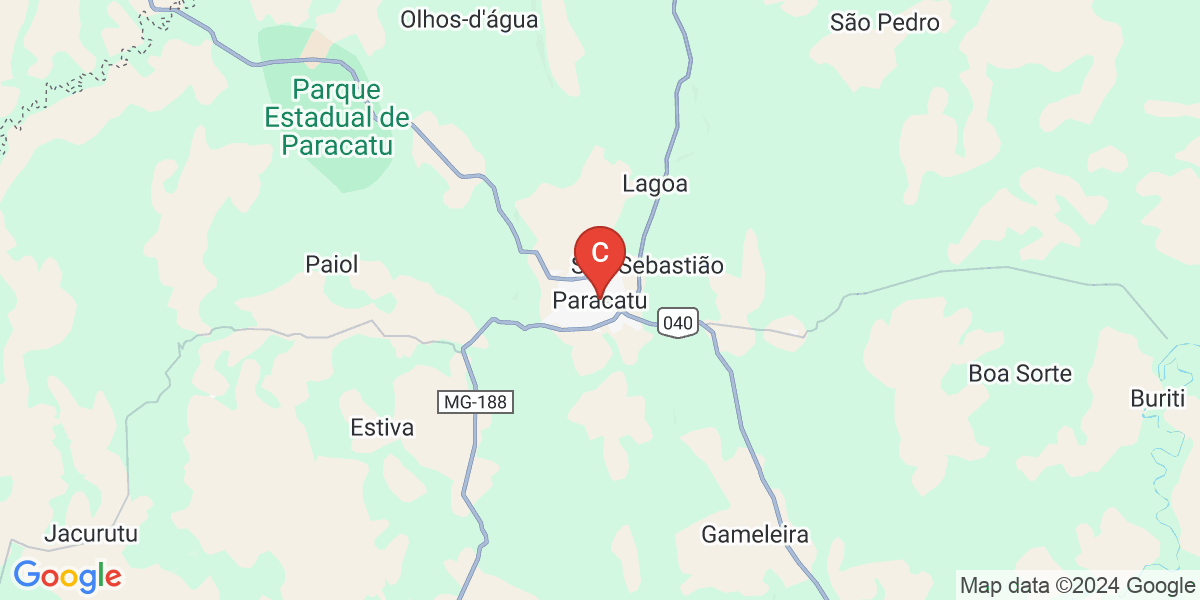 Olhos-d'água
São Pedro
Parque
Estadual de
Paracatu
Lagoa
Paiol
C
Sebastião
Paracatu
040
Boa Sorte
MG-188
Buriti
Estiva
Jacurutu
Gameleira
Google
Map data ©2024 Google